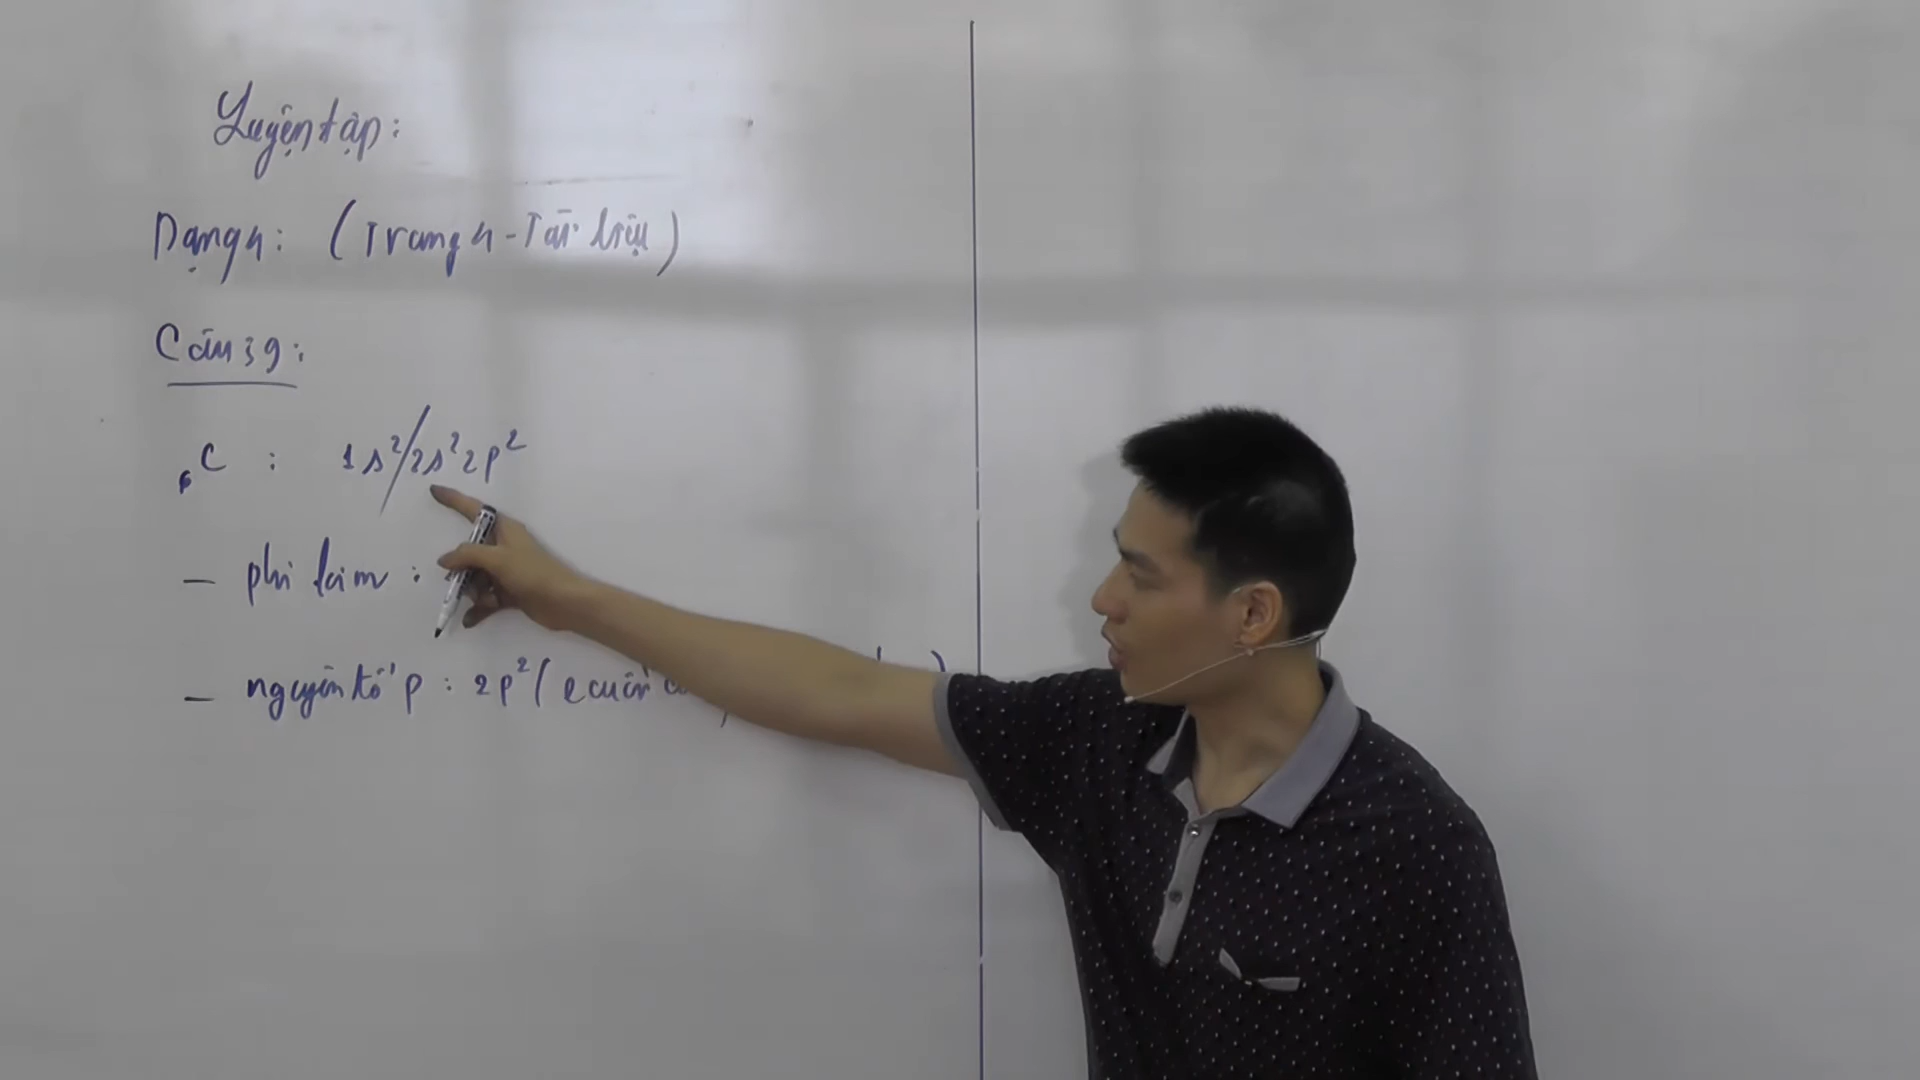 Luyện tập:
Dạng 4: (Trang 4 - Tài liệu)
Câu 39:
₆C : 1s²/2s²2p²
- phi kim :
- nguyên tố p : 2p² (e cuối